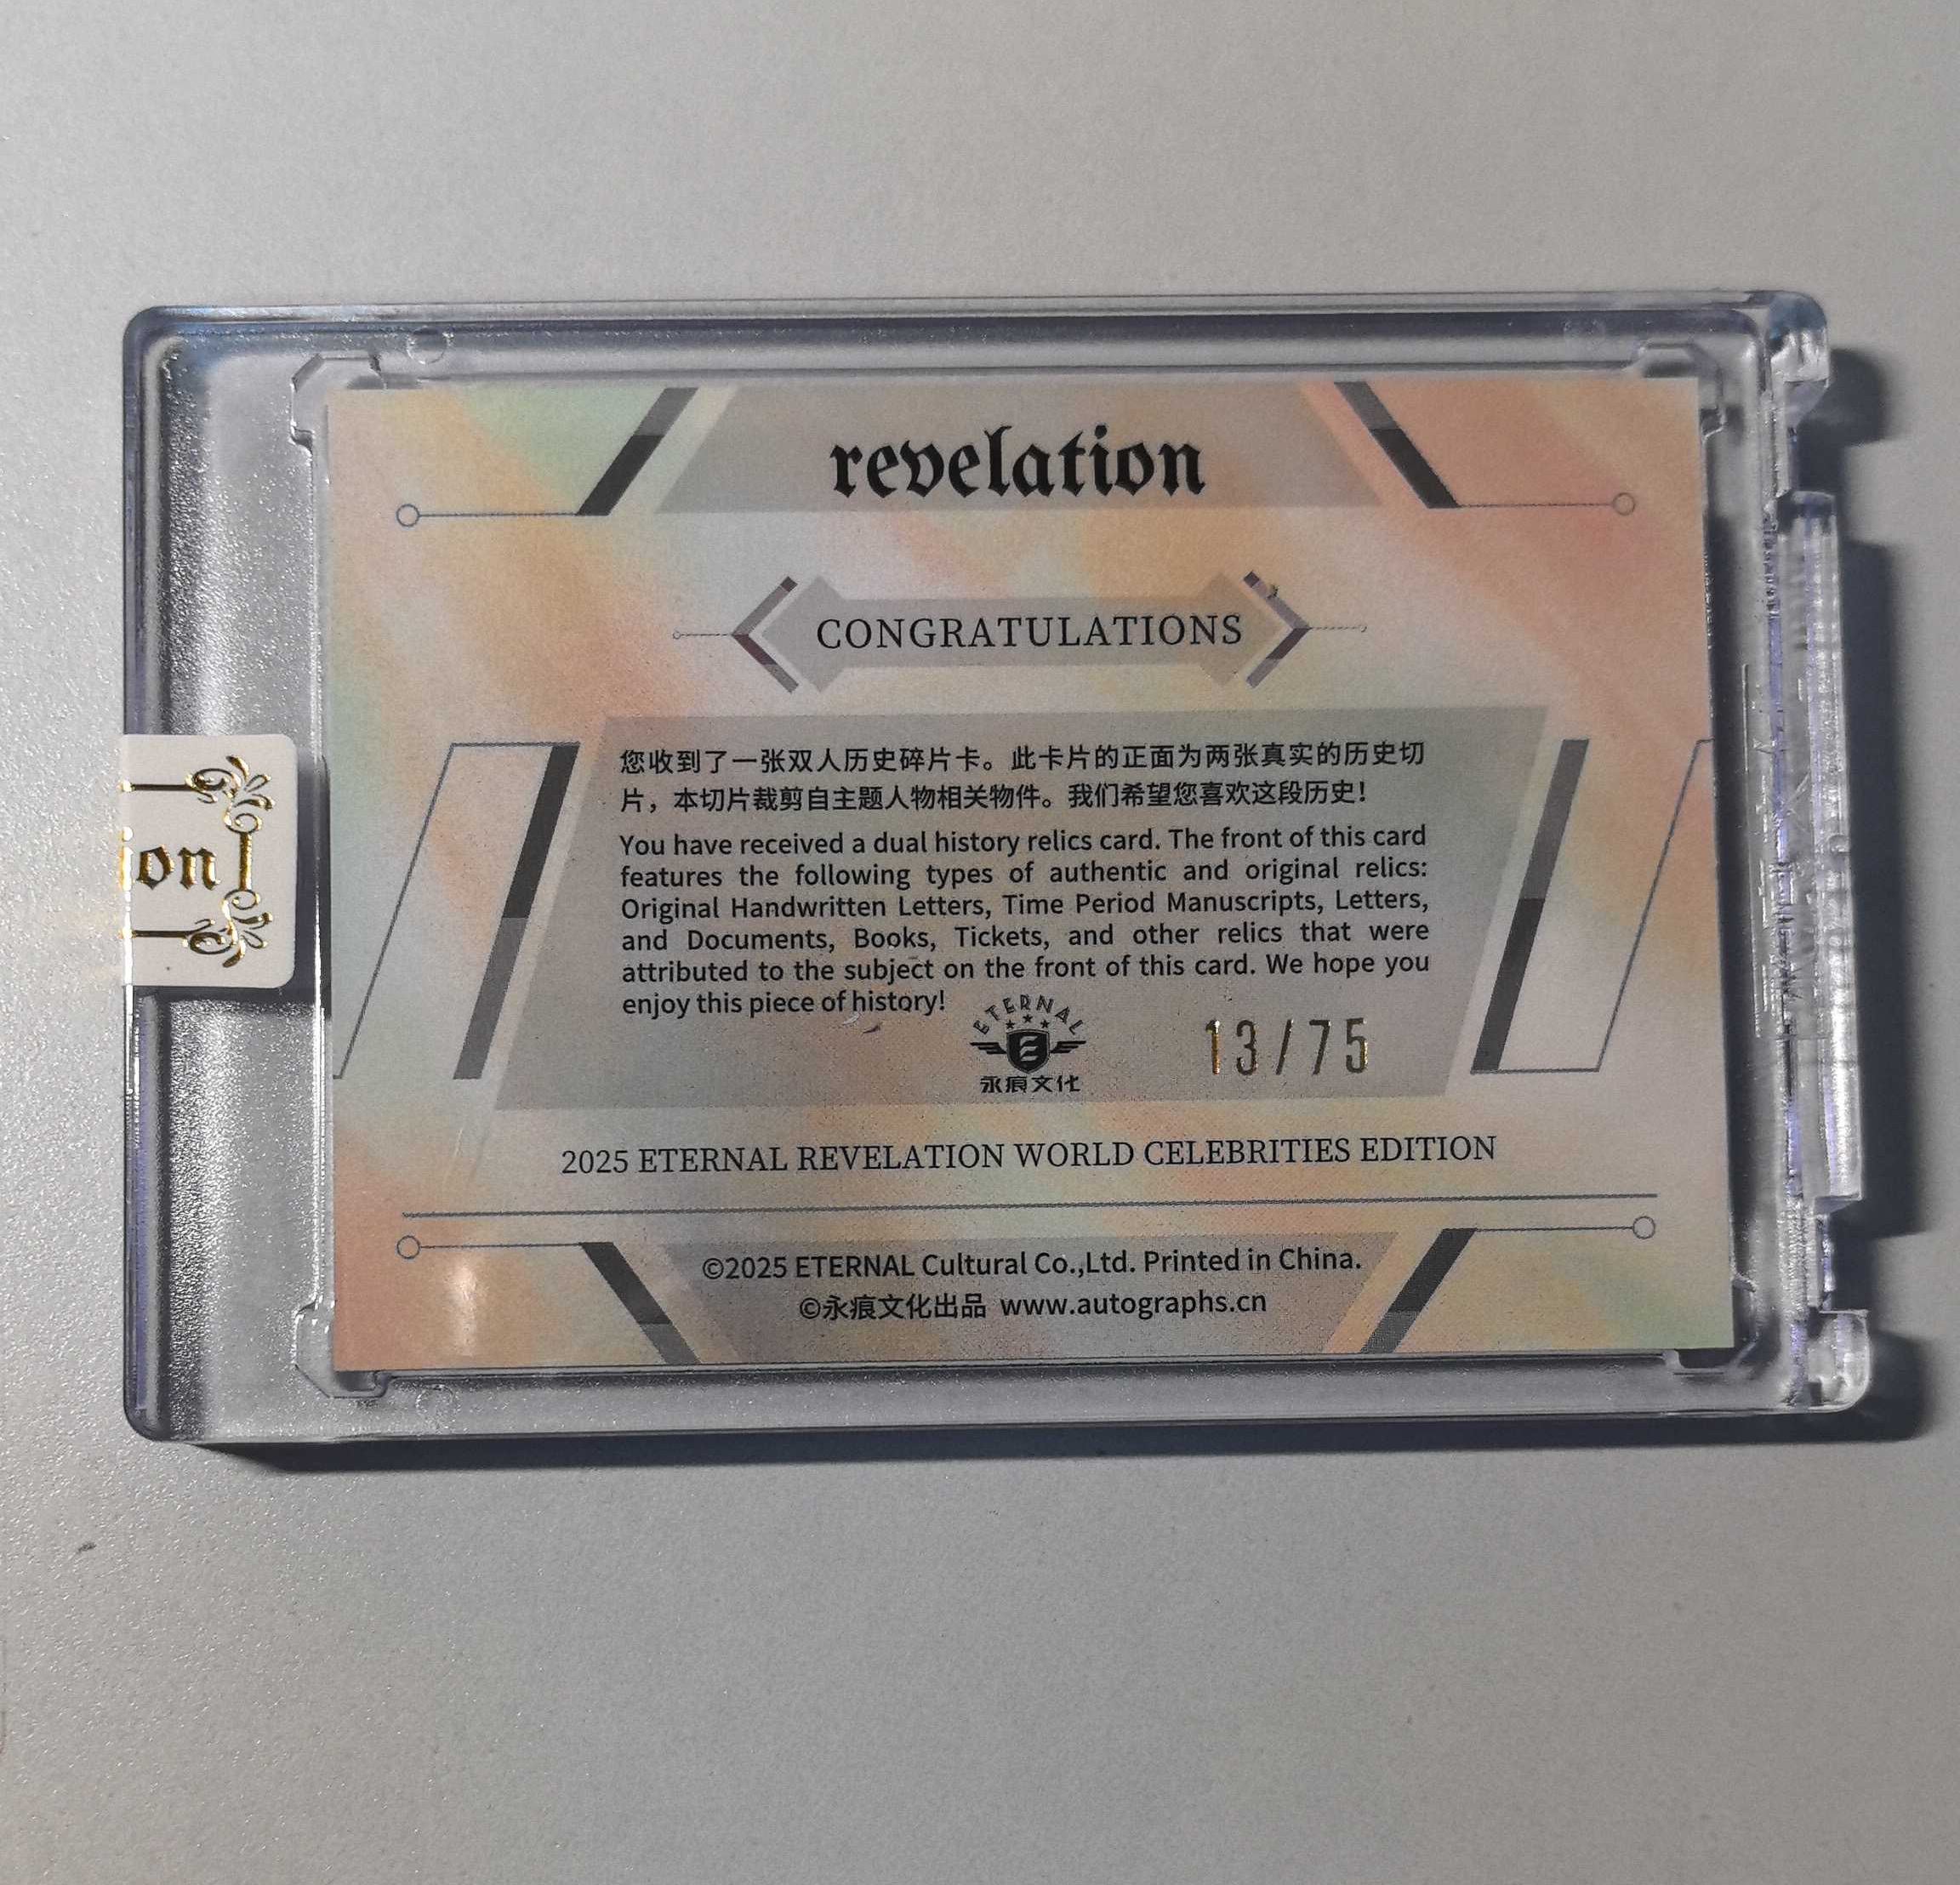 revelation
CONGRATULATIONS
您收到了一张双人历史碎片卡。此卡片的正面为两张真实的历史切
片，本切片裁剪自主题人物相关物件。我们希望您喜欢这段历史！
You have received a dual history relics card. The front of this card
features the following types of authentic and original relics:
Original Handwritten Letters, Time Period Manuscripts, Letters,
and Documents, Books, Tickets, and other relics that were
attributed to the subject on the front of this card. We hope you
enjoy this piece of history!
ion
ETERNAL
永痕文化
13/75
2025 ETERNAL REVELATION WORLD CELEBRITIES EDITION
©2025 ETERNAL Cultural Co.,Ltd. Printed in China.
©永痕文化出品 www.autographs.cn